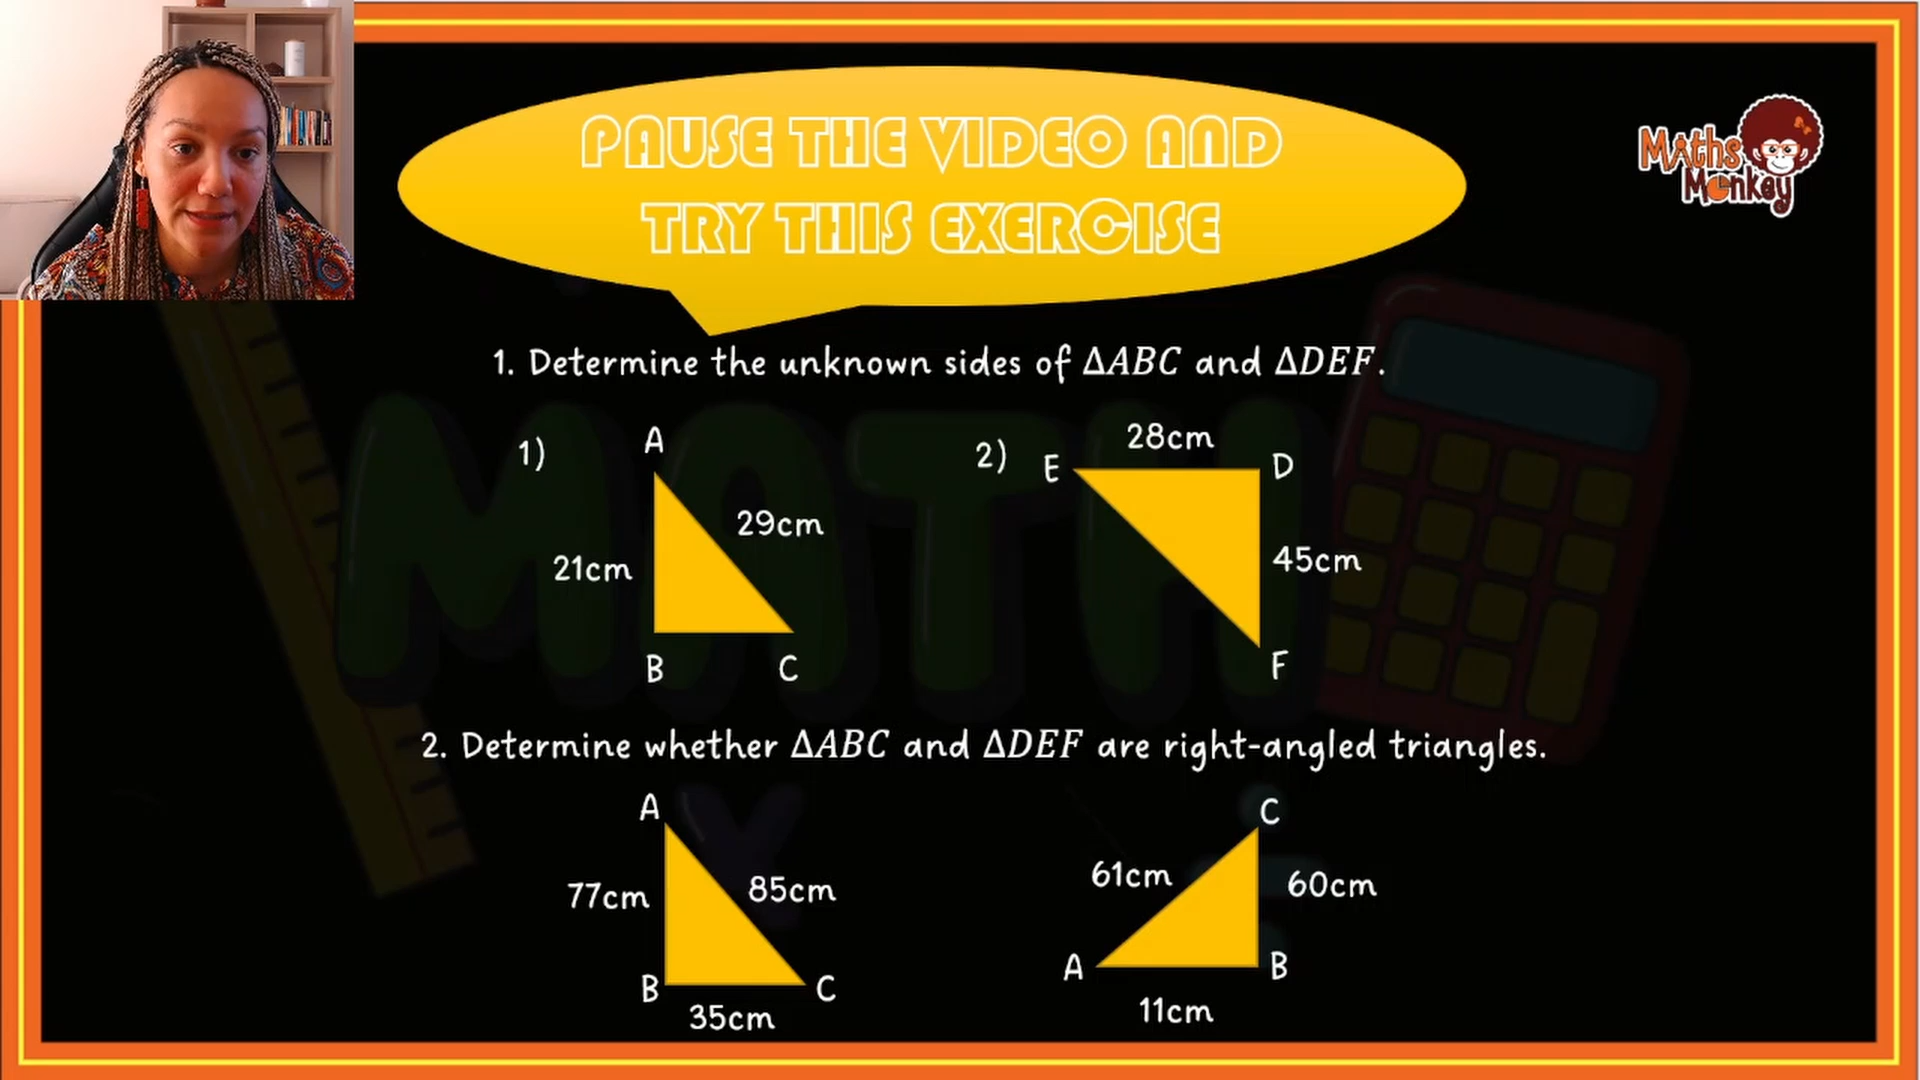 PAUSE THE VIDEO AND
TRY THIS EXERCISE
Maths
Monkey
1. Determine the unknown sides of ΔABC and ΔDEF.
1)
A
29cm
21cm
B
C
2)
E
28cm
D
45cm
F
2. Determine whether ΔABC and ΔDEF are right-angled triangles.
A
77cm
85cm
B
C
35cm
C
61cm
60cm
A
B
11cm
MATH